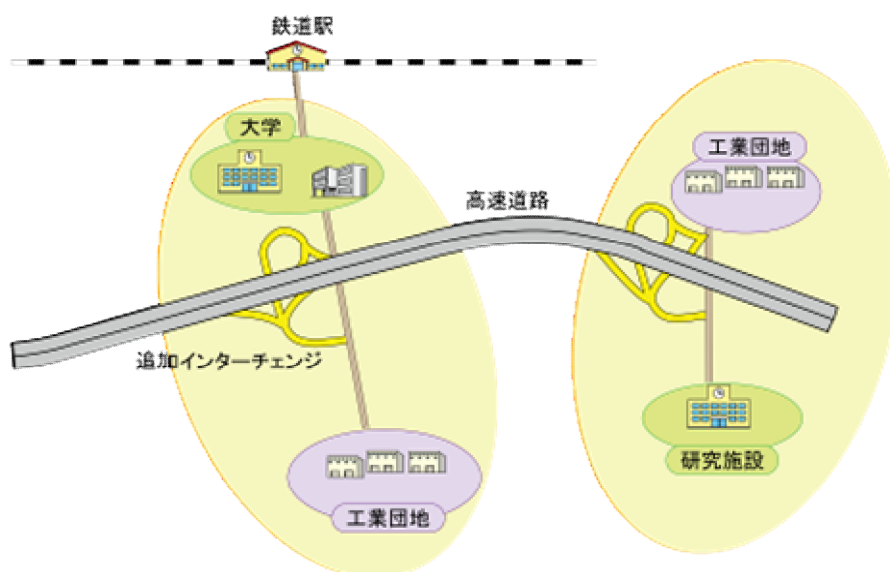 鉄道駅
大学
工業団地
高速道路
追加インターチェンジ
研究施設
工業団地